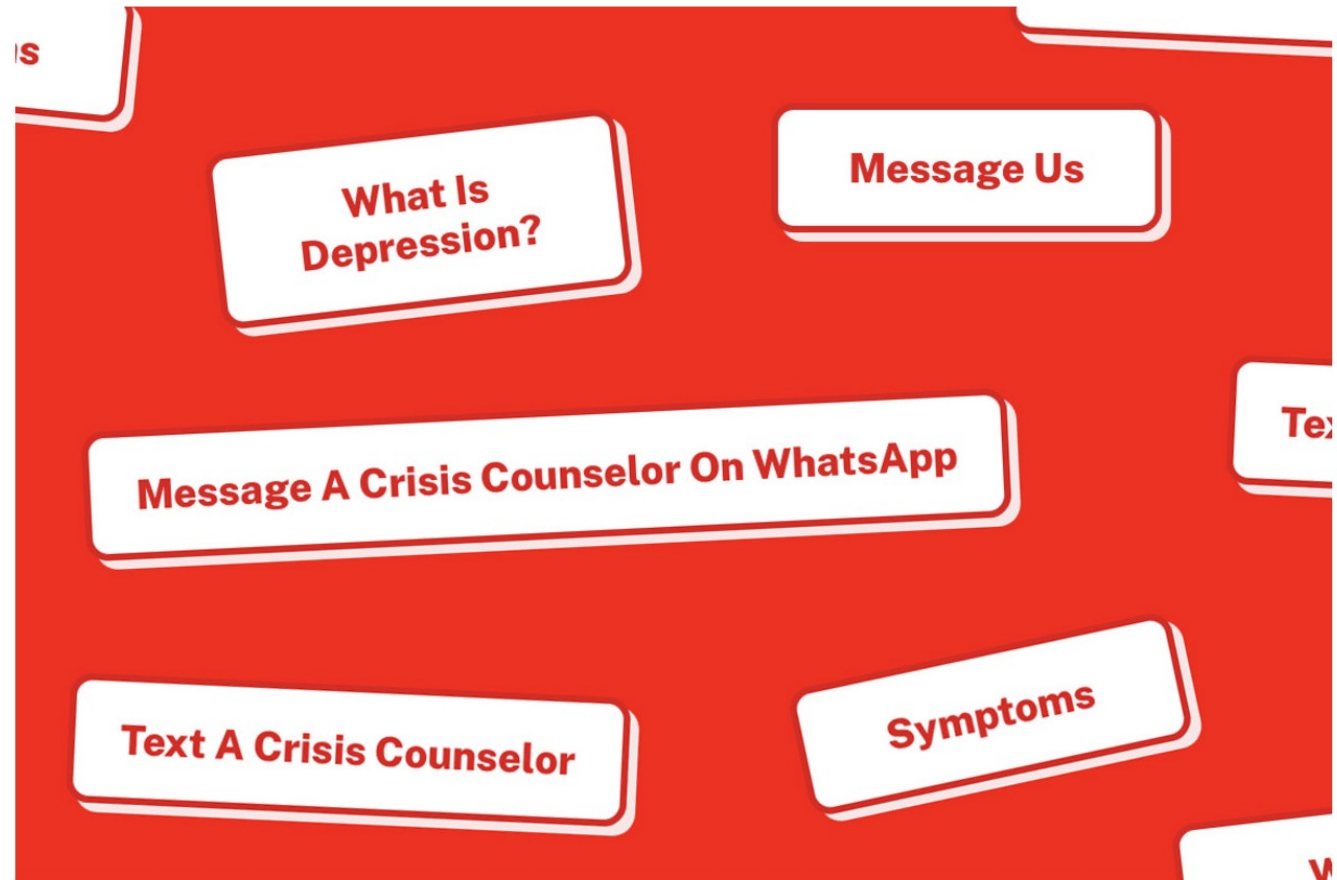 What Is
Depression?
Message Us
Message A Crisis Counselor On WhatsApp
Text A Crisis Counselor
Symptoms